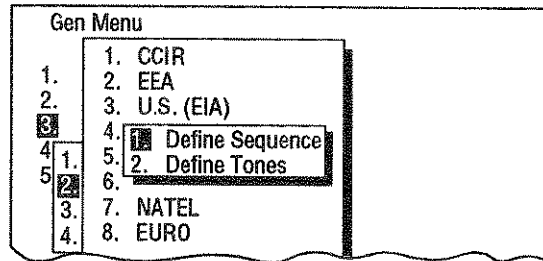 Gen Menu
1.
2.
3.
4
5
1.
2.
3.
4.
1. CCIR
2. EEA
3. U.S. (EIA)
4.
5.
6.
7. NATEL
8. EURO
1. Define Sequence
2. Define Tones